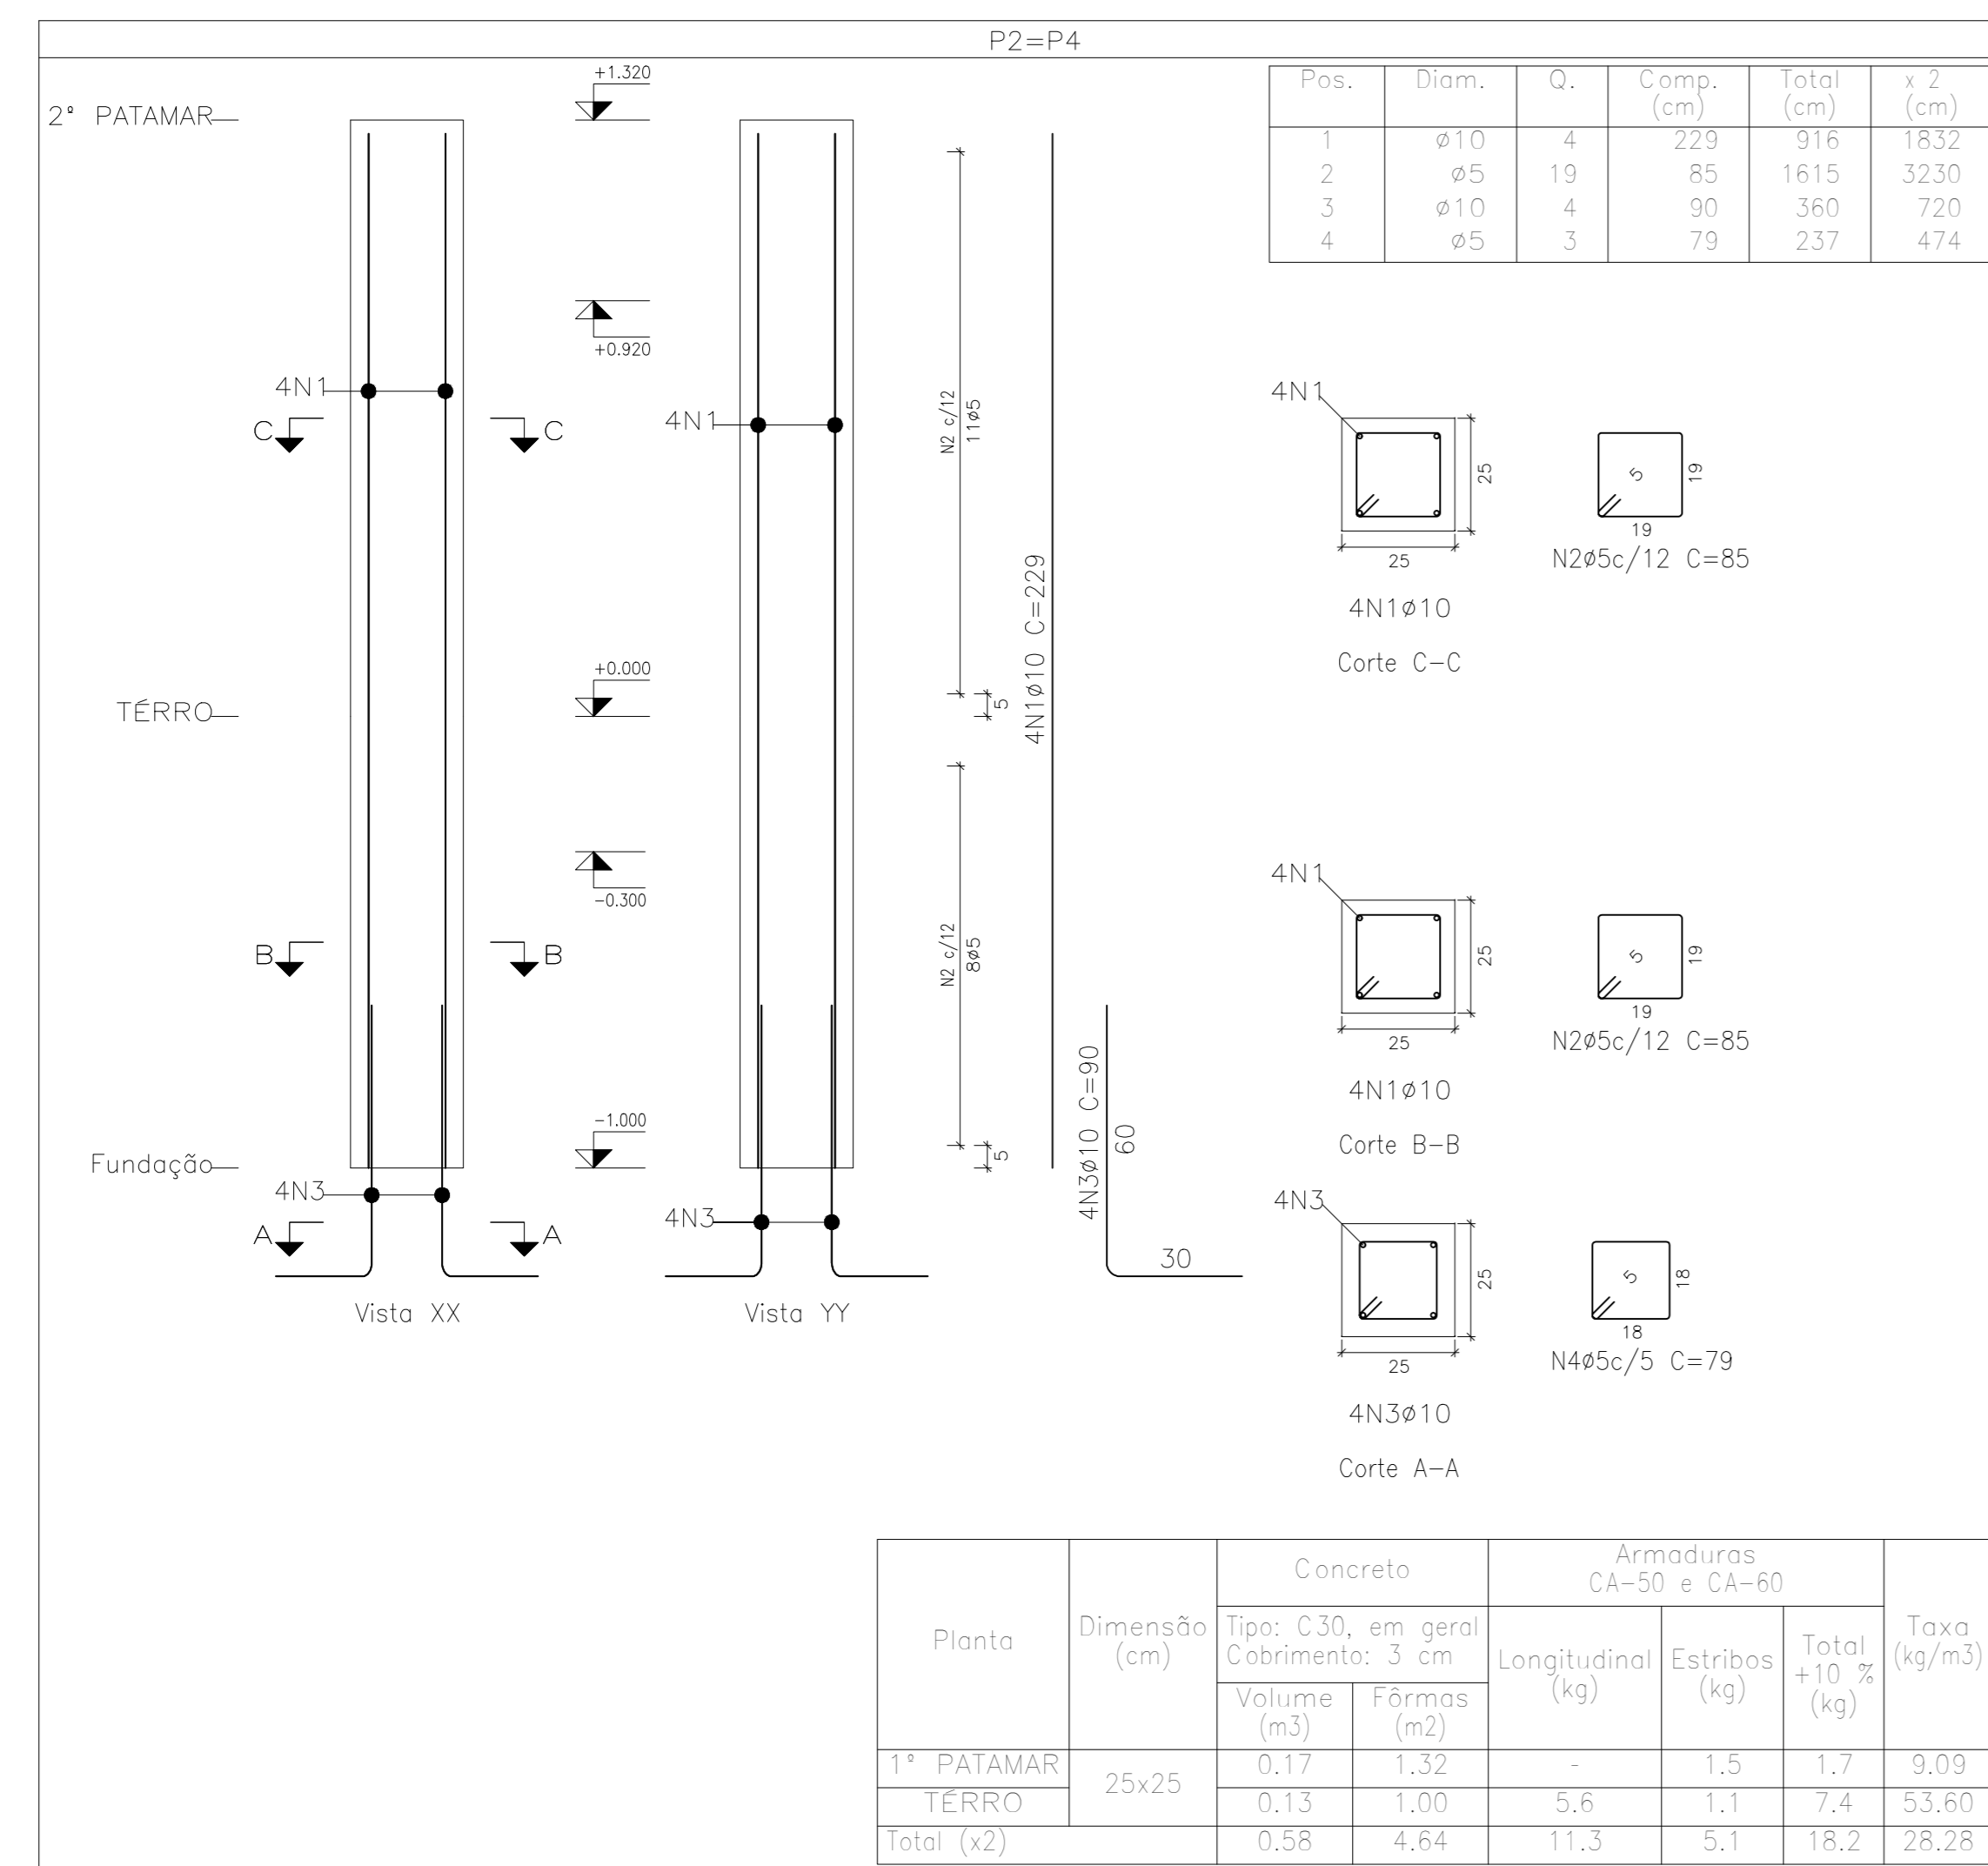 P2=P4
2º PATAMAR
+1.320
+0.920
4N1
C C
4N1
N2 c/12
11ø5
4N1ø10 C=229
+0.000
TÉRRO
5
-0.300
B B
N2 c/12
8ø5
-1.000
Fundação
5
4N3
4N3
A A
4N3ø10 C=90
60
30
Vista XX
Vista YY
Pos. Diam. Q. Comp. (cm) Total (cm) x 2 (cm)
1 ø10 4 229 916 1832
2 ø5 19 85 1615 3230
3 ø10 4 90 360 720
4 ø5 3 79 237 474
4N1
25
25
5
19
19
N2ø5c/12 C=85
4N1ø10
Corte C-C
4N1
25
25
5
19
19
N2ø5c/12 C=85
4N1ø10
Corte B-B
4N3
25
25
5
18
18
N4ø5c/5 C=79
4N3ø10
Corte A-A
Planta
Dimensão
(cm)
Concreto
Tipo: C30, em geral
Cobrimento: 3 cm
Volume
(m3)
Fôrmas
(m2)
Armaduras
CA-50 e CA-60
Longitudinal
(kg)
Estribos
(kg)
Total
+10 %
(kg)
Taxa
(kg/m3)
1º PATAMAR 25x25 0.17 1.32 - 1.5 1.7 9.09
TÉRRO 0.13 1.00 5.6 1.1 7.4 53.60
Total (x2) 0.58 4.64 11.3 5.1 18.2 28.28